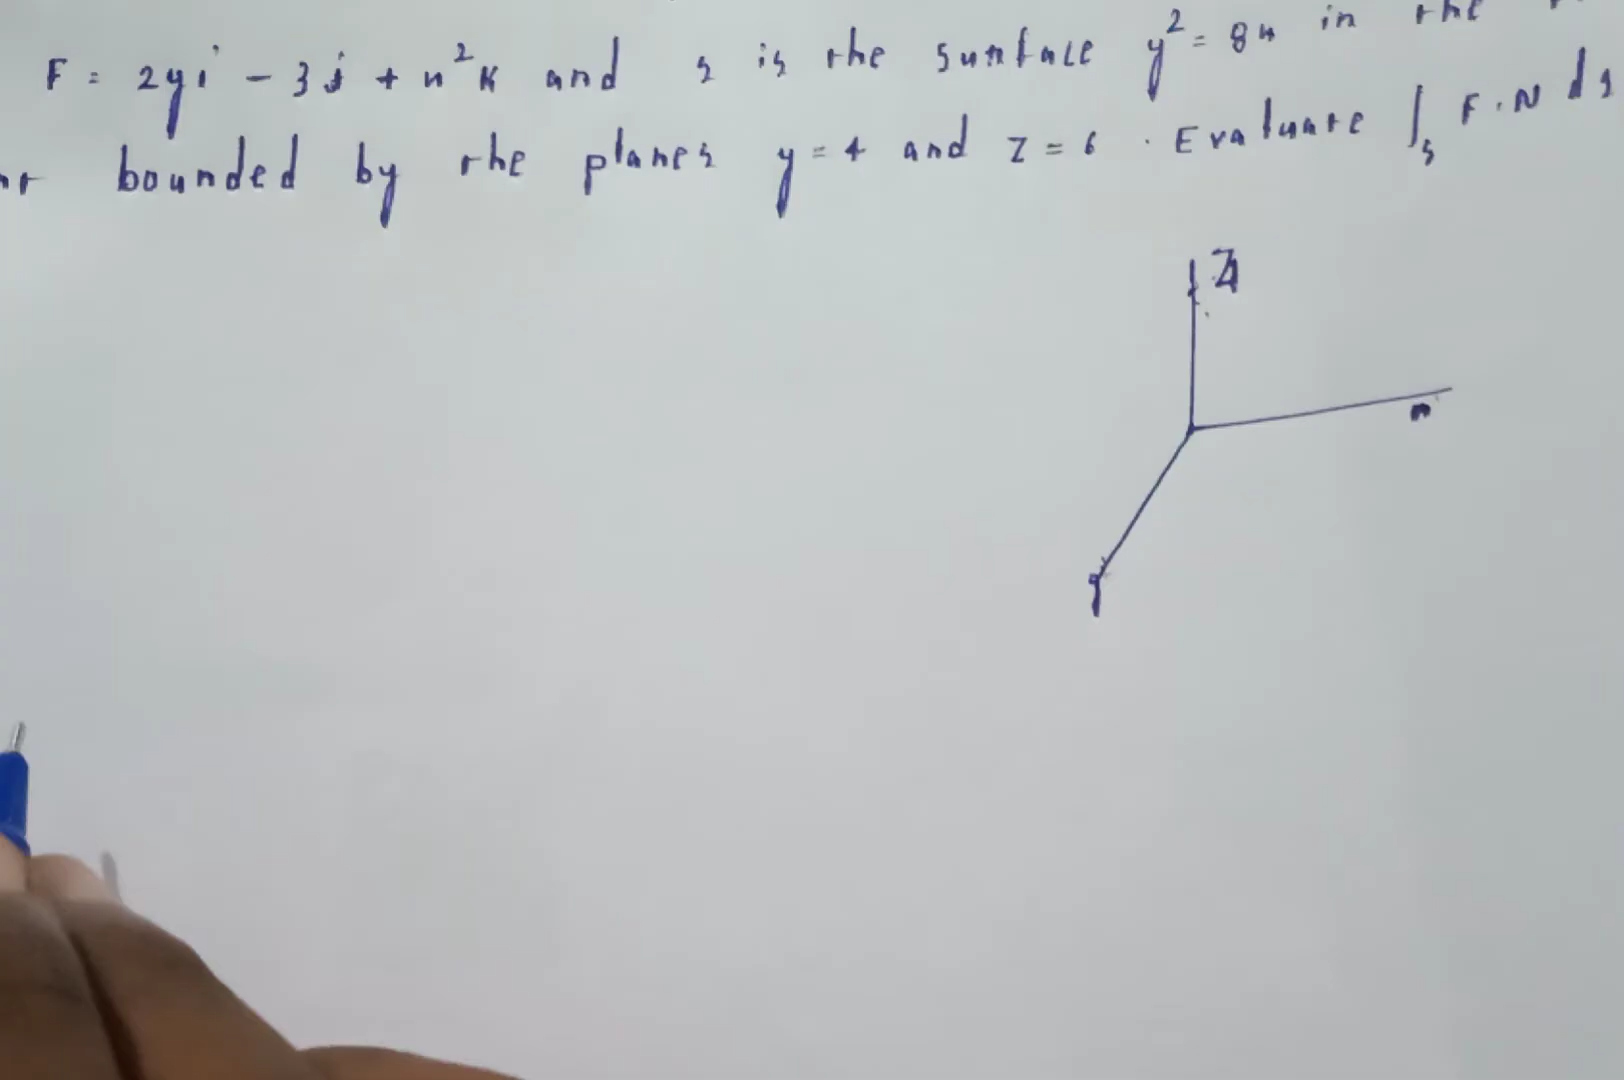 F = 2yi - 3j + x²k and s is the surface y² = 8x in the
bounded by the planes y = 4 and z = 6 . Evaluate ∫s F . N ds
Z
x
y